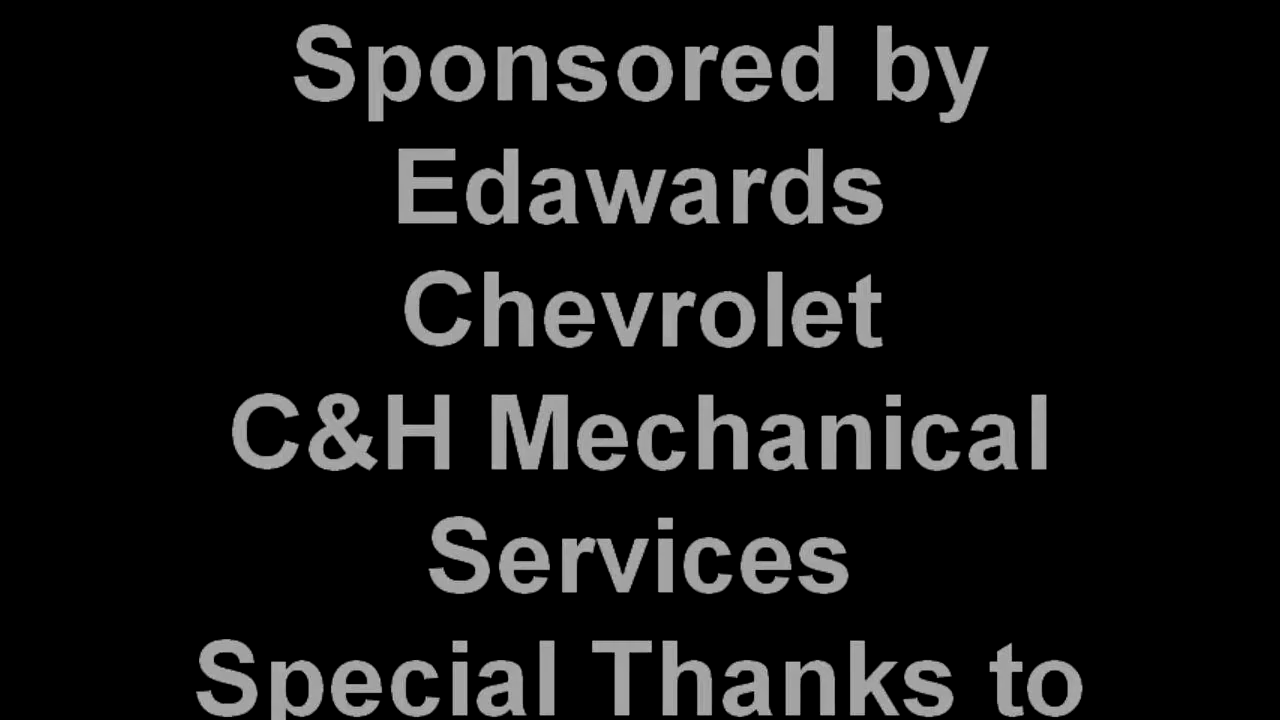 Sponsored by
Edawards
Chevrolet
C&H Mechanical
Services
Special Thanks to